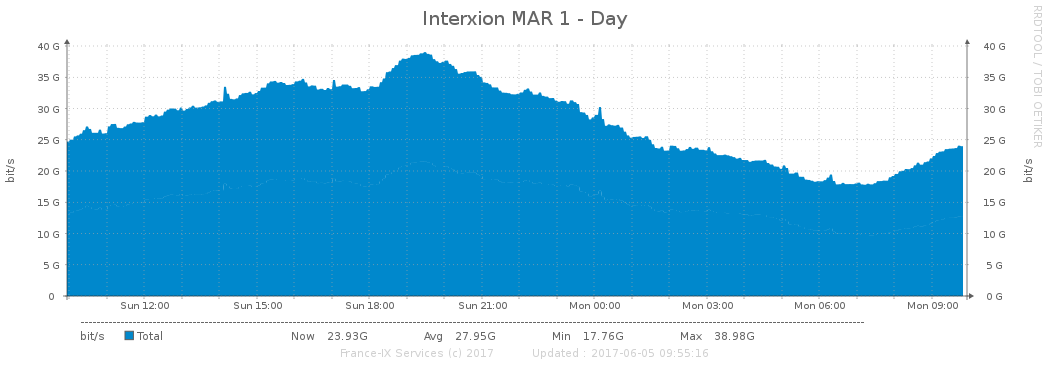 Interxion MAR 1 - Day
RRDTOOL / TOBI OETIKER
40 G 40 G
35 G 35 G
30 G 30 G
25 G 25 G
20 G 20 G
15 G 15 G
10 G 10 G
5 G 5 G
0 0 G
bit/s bit/s
Sun 12:00 Sun 15:00 Sun 18:00 Sun 21:00 Mon 00:00 Mon 03:00 Mon 06:00 Mon 09:00
bit/s Total Now 23.93G Avg 27.95G Min 17.76G Max 38.98G
France-IX Services (c) 2017 Updated : 2017-06-05 09:55:16